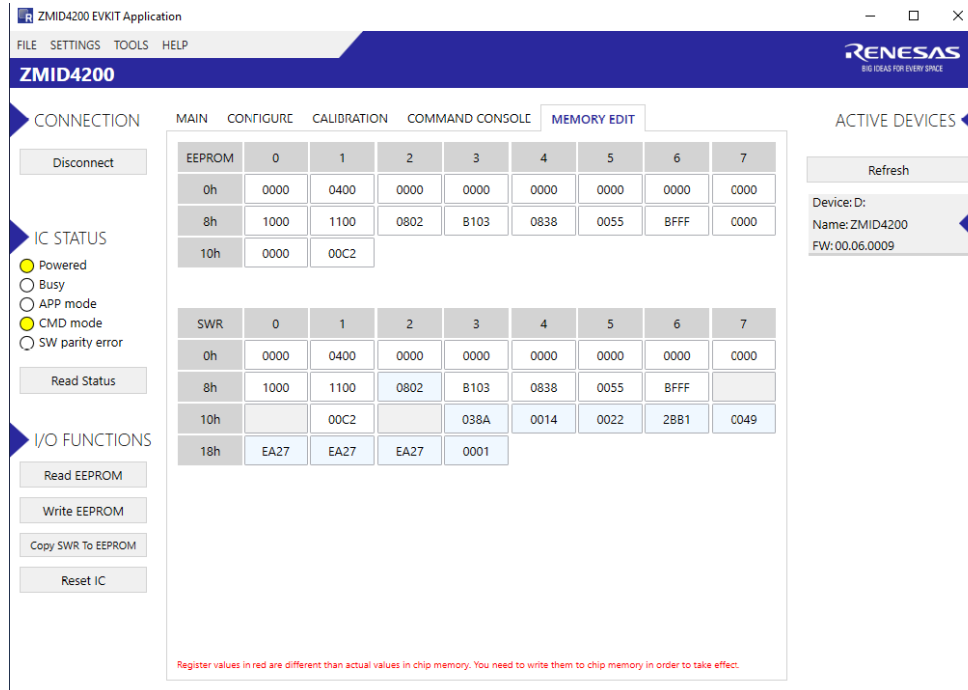 ZMID4200 EVKIT Application
FILE SETTINGS TOOLS HELP
RENESAS
BIG IDEAS FOR EVERY SPACE
ZMID4200
CONNECTION
Disconnect
IC STATUS
Powered
Busy
APP mode
CMD mode
SW parity error
Read Status
I/O FUNCTIONS
Read EEPROM
Write EEPROM
Copy SWR To EEPROM
Reset IC
MAIN CONFIGURE CALIBRATION COMMAND CONSOLE MEMORY EDIT
EEPROM 0 1 2 3 4 5 6 7
0h 0000 0400 0000 0000 0000 0000 0000 C000
8h 1000 1100 0802 B103 0838 0055 BFFF C000
10h 0000 00C2
SWR 0 1 2 3 4 5 6 7
0h 0000 0400 0000 0000 0000 0000 0000 C000
8h 1000 1100 0802 B103 0838 0055 BFFF
10h 00C2 038A 0014 0022 2BB1 0049
18h EA27 EA27 EA27 0001
Register values in red are different than actual values in chip memory. You need to write them to chip memory in order to take effect.
ACTIVE DEVICES
Refresh
Device: D:
Name: ZMID4200
FW: 00.06.0009